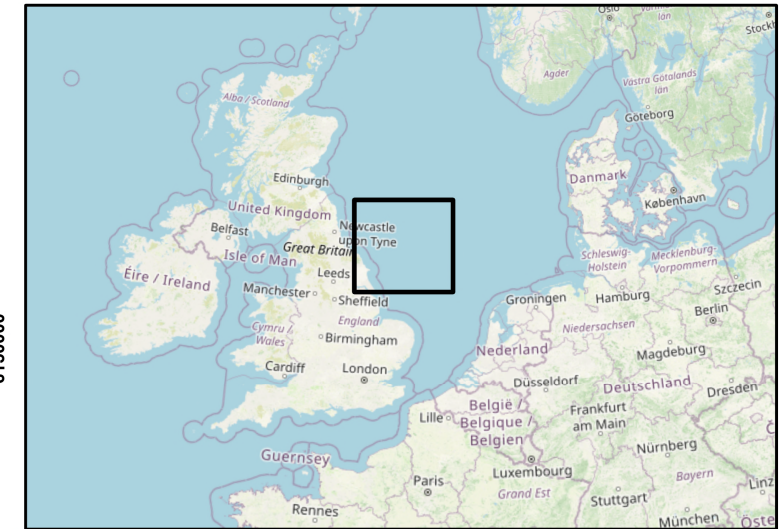 Oslo
Stockh
län
Agder
Västra Götalands
län
Alba / Scotland
Göteborg
Edinburgh
Danmark
København
United Kingdom
Belfast
Newcastle
upon Tyne
Great Britain
Isle of Man
Schleswig-
Holstein
Mecklenburg-
Vorpommern
Éire / Ireland
Leeds
Manchester
Sheffield
Groningen
Hamburg
Szczecin
England
Berlin
Cymru /
Wales
Birmingham
Niedersachsen
Nederland
Magdeburg
Cardiff
London
Düsseldorf
Deutschland
Dresden
Lille
België /
Belgique /
Belgien
Frankfurt
am Main
Guernsey
Nürnberg
Luxembourg
Paris
Grand Est
Bayern
Linz
Stuttgart
Rennes
München
Öste